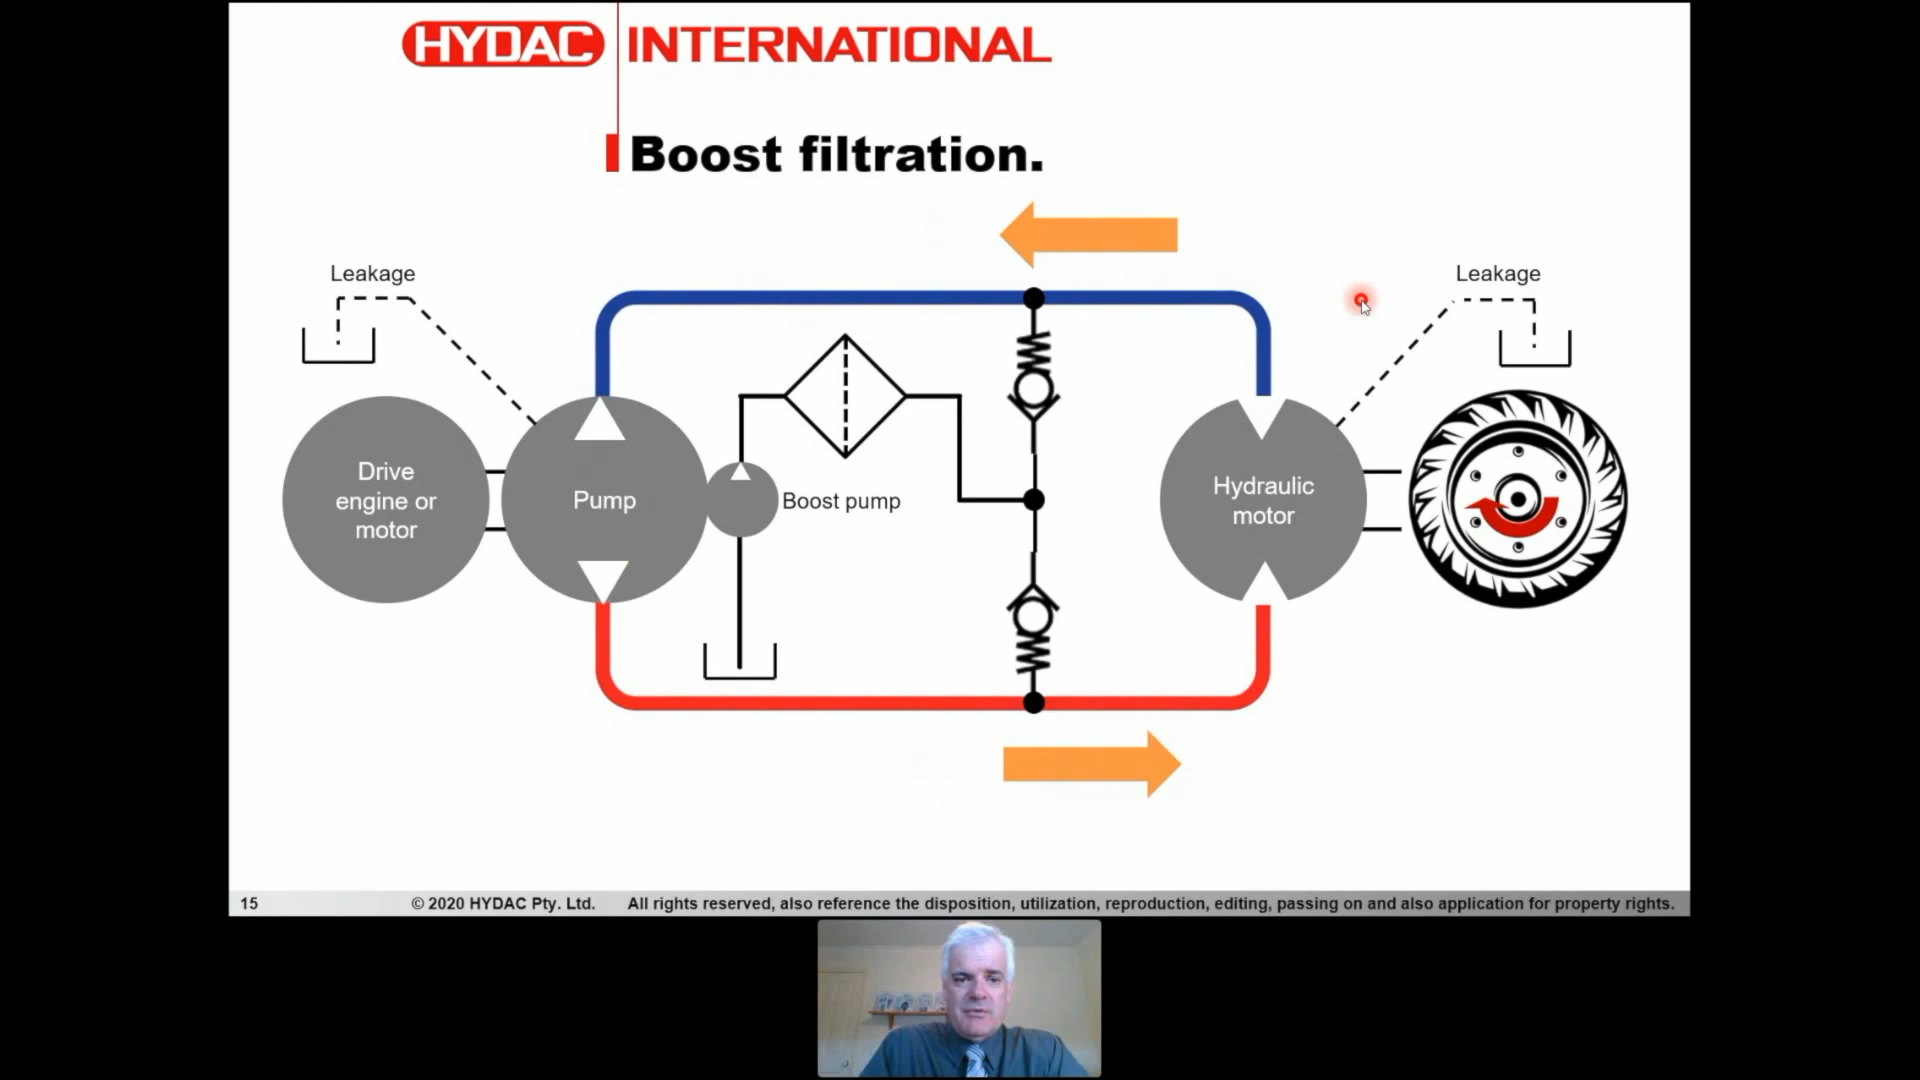 HYDAC INTERNATIONAL
Boost filtration.
Leakage
Leakage
Drive
engine or
motor
Pump
Boost pump
Hydraulic
motor
15 © 2020 HYDAC Pty. Ltd. All rights reserved, also reference the disposition, utilization, reproduction, editing, passing on and also application for property rights.